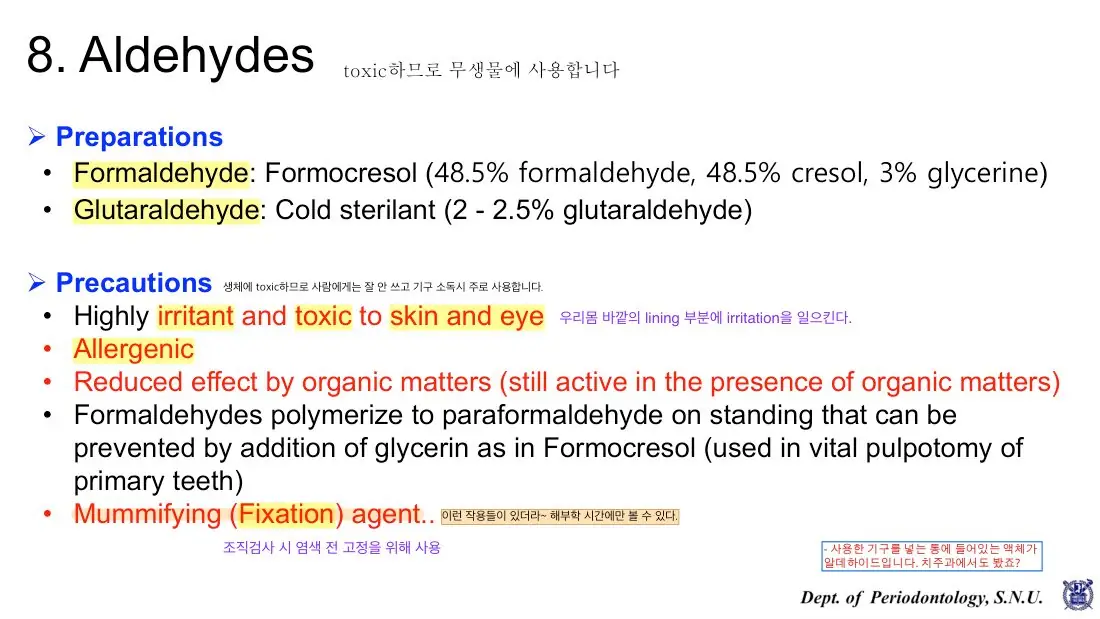 8. Aldehydes toxic하므로 무생물에 사용합니다
➢ Preparations
• Formaldehyde: Formocresol (48.5% formaldehyde, 48.5% cresol, 3% glycerine)
• Glutaraldehyde: Cold sterilant (2 - 2.5% glutaraldehyde)
➢ Precautions 생체에 toxic하므로 사람에게는 잘 안 쓰고 기구 소독시 주로 사용합니다.
• Highly irritant and toxic to skin and eye 우리몸 바깥의 lining 부분에 irritation을 일으킨다.
• Allergenic
• Reduced effect by organic matters (still active in the presence of organic matters)
• Formaldehydes polymerize to paraformaldehyde on standing that can be
prevented by addition of glycerin as in Formocresol (used in vital pulpotomy of
primary teeth)
• Mummifying (Fixation) agent.. 이런 작용들이 있더라~ 해부학 시간에만 볼 수 있다.
조직검사 시 염색 전 고정을 위해 사용
- 사용한 기구를 넣는 통에 들어있는 액체가
알데하이드입니다. 치주과에서도 봤죠?
Dept. of Periodontology, S.N.U.